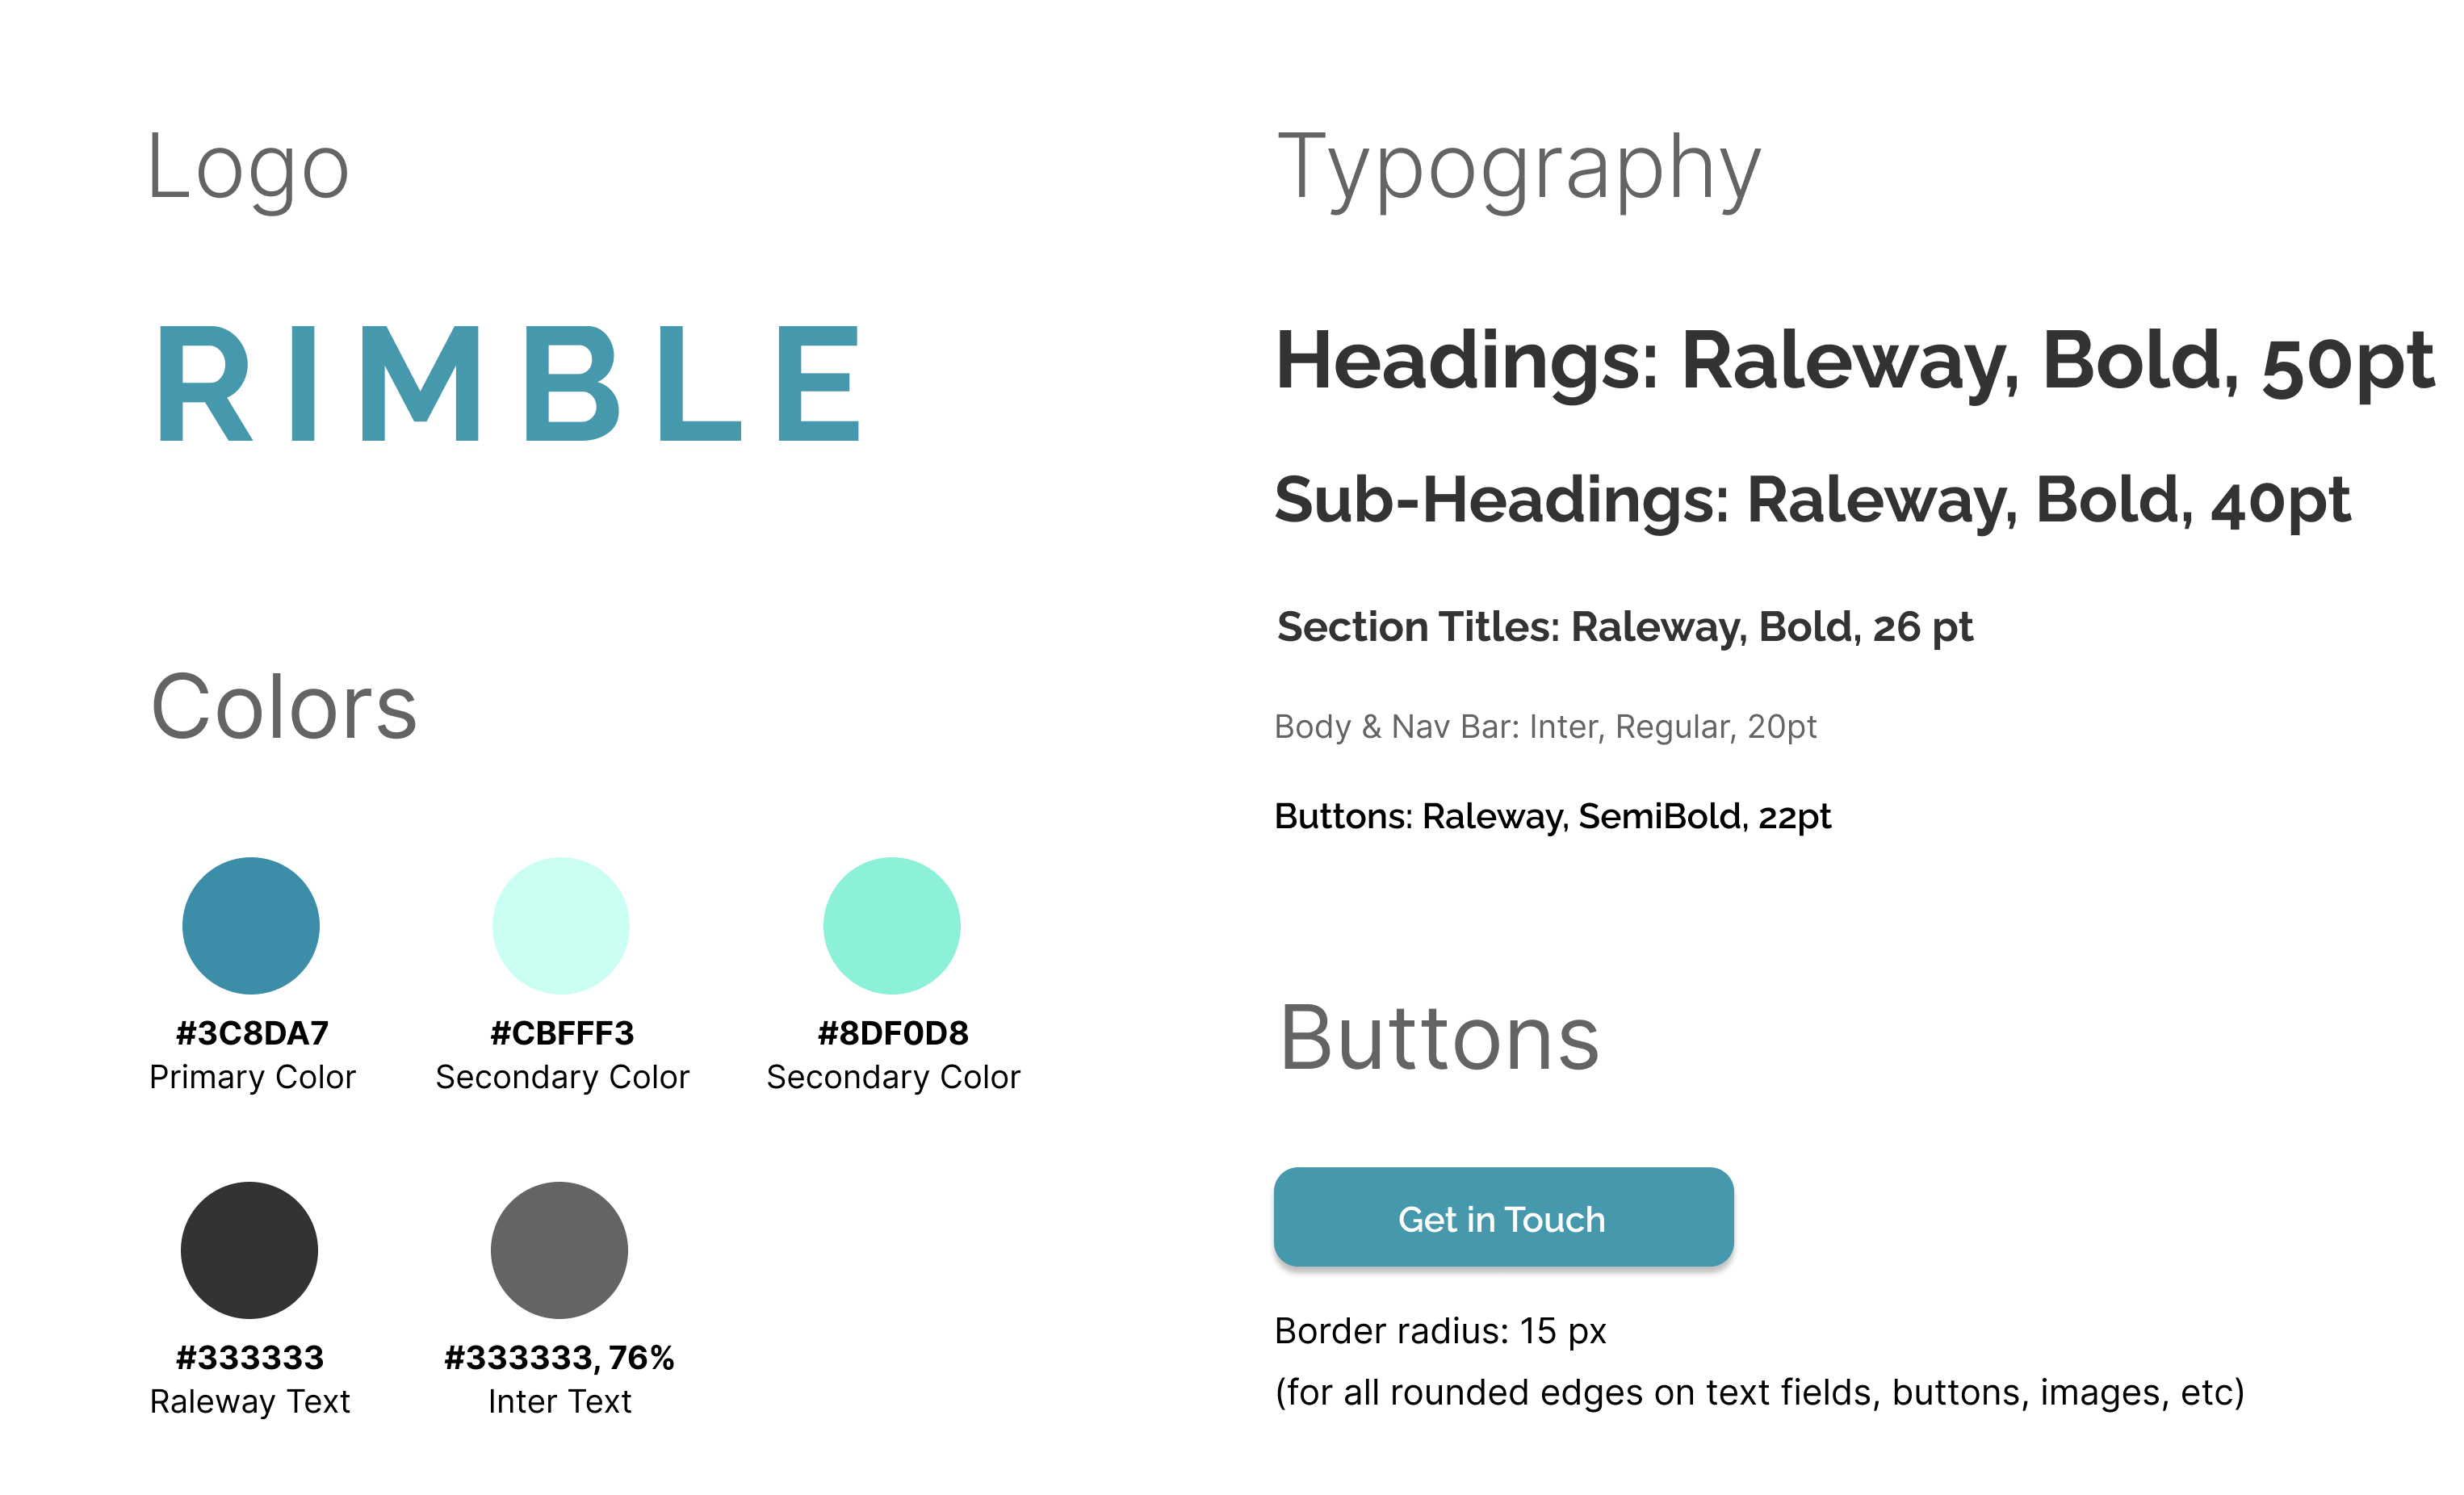 Logo
RIMBLE
Colors
#3C8DA7
Primary Color
#CBFFF3
Secondary Color
#8DF0D8
Secondary Color
#333333
Raleway Text
#333333, 76%
Inter Text
Typography
Headings: Raleway, Bold, 50pt
Sub-Headings: Raleway, Bold, 40pt
Section Titles: Raleway, Bold, 26 pt
Body & Nav Bar: Inter, Regular, 20pt
Buttons: Raleway, SemiBold, 22pt
Buttons
Get in Touch
Border radius: 15 px
(for all rounded edges on text fields, buttons, images, etc)